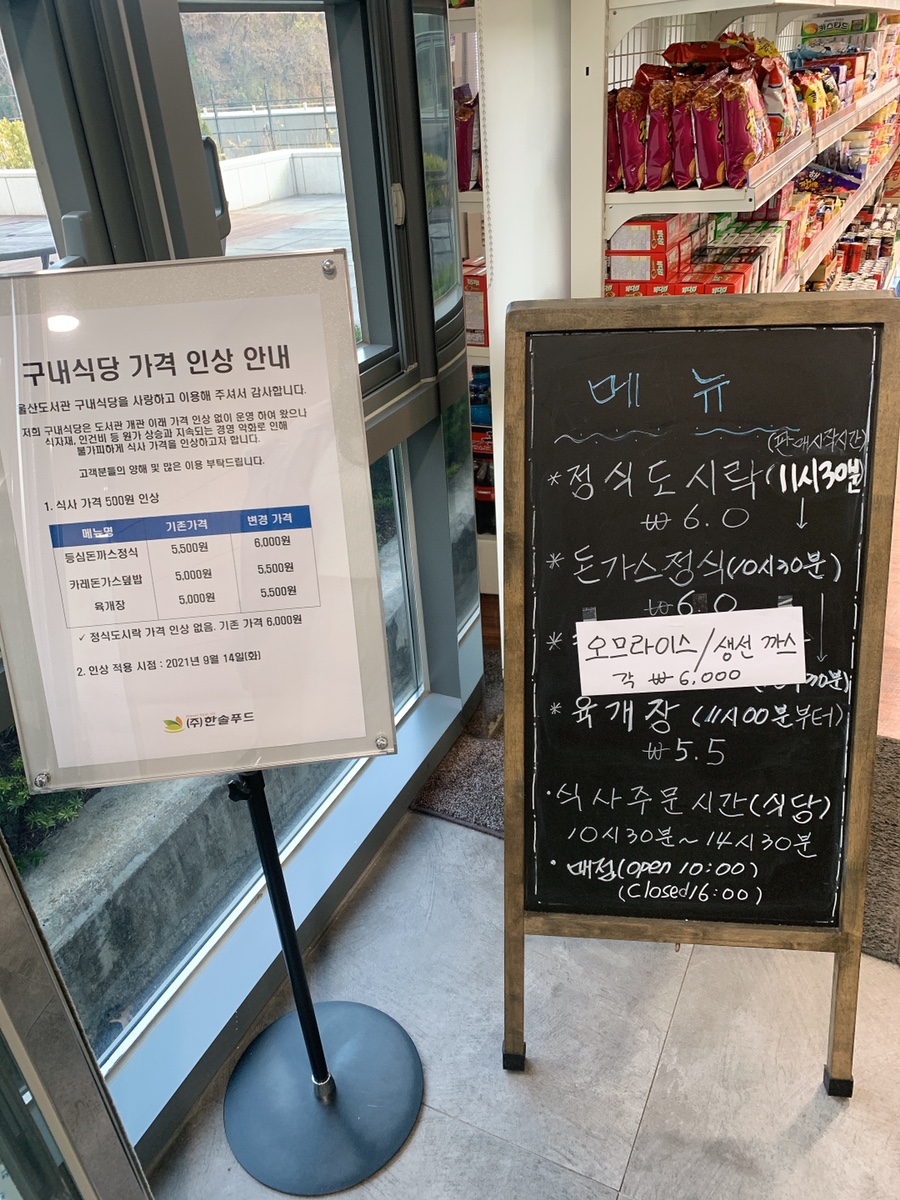 구내식당 가격 인상 안내
울산도서관 구내식당을 사랑하고 이용해 주셔서 감사합니다.
저희 구내식당은 도서관 개관 이래 가격 인상 없이 운영 하여 왔으나
식자재, 인건비 등 원가 상승과 지속되는 경영 악화로 인해
불가피하게 식사 가격을 인상하고자 합니다.
고객분들의 양해 및 많은 이용 부탁드립니다.
1. 식사 가격 500원 인상
메뉴명 기존가격 변경 가격
등심돈까스정식 5,500원 6,000원
카레돈가스덮밥 5,000원 5,500원
육개장 5,000원 5,500원
✓ 정식도시락 가격 인상 없음. 기존 가격 6,000원
2. 인상 적용 시점 : 2021년 9월 14일(화)
(주)한솔푸드
메 뉴
(판매시작시간)
*정식도시락(11시30분)
₩6.0
*돈가스정식(10시30분)
₩6.0
*
오므라이스/생선까스
각 ₩6,000
30분)
*육개장 (11시00분부터)
₩5.5
·식사주문시간(식당)
10시30분~14시30분
·매점(open 10:00)
(Closed 16:00)